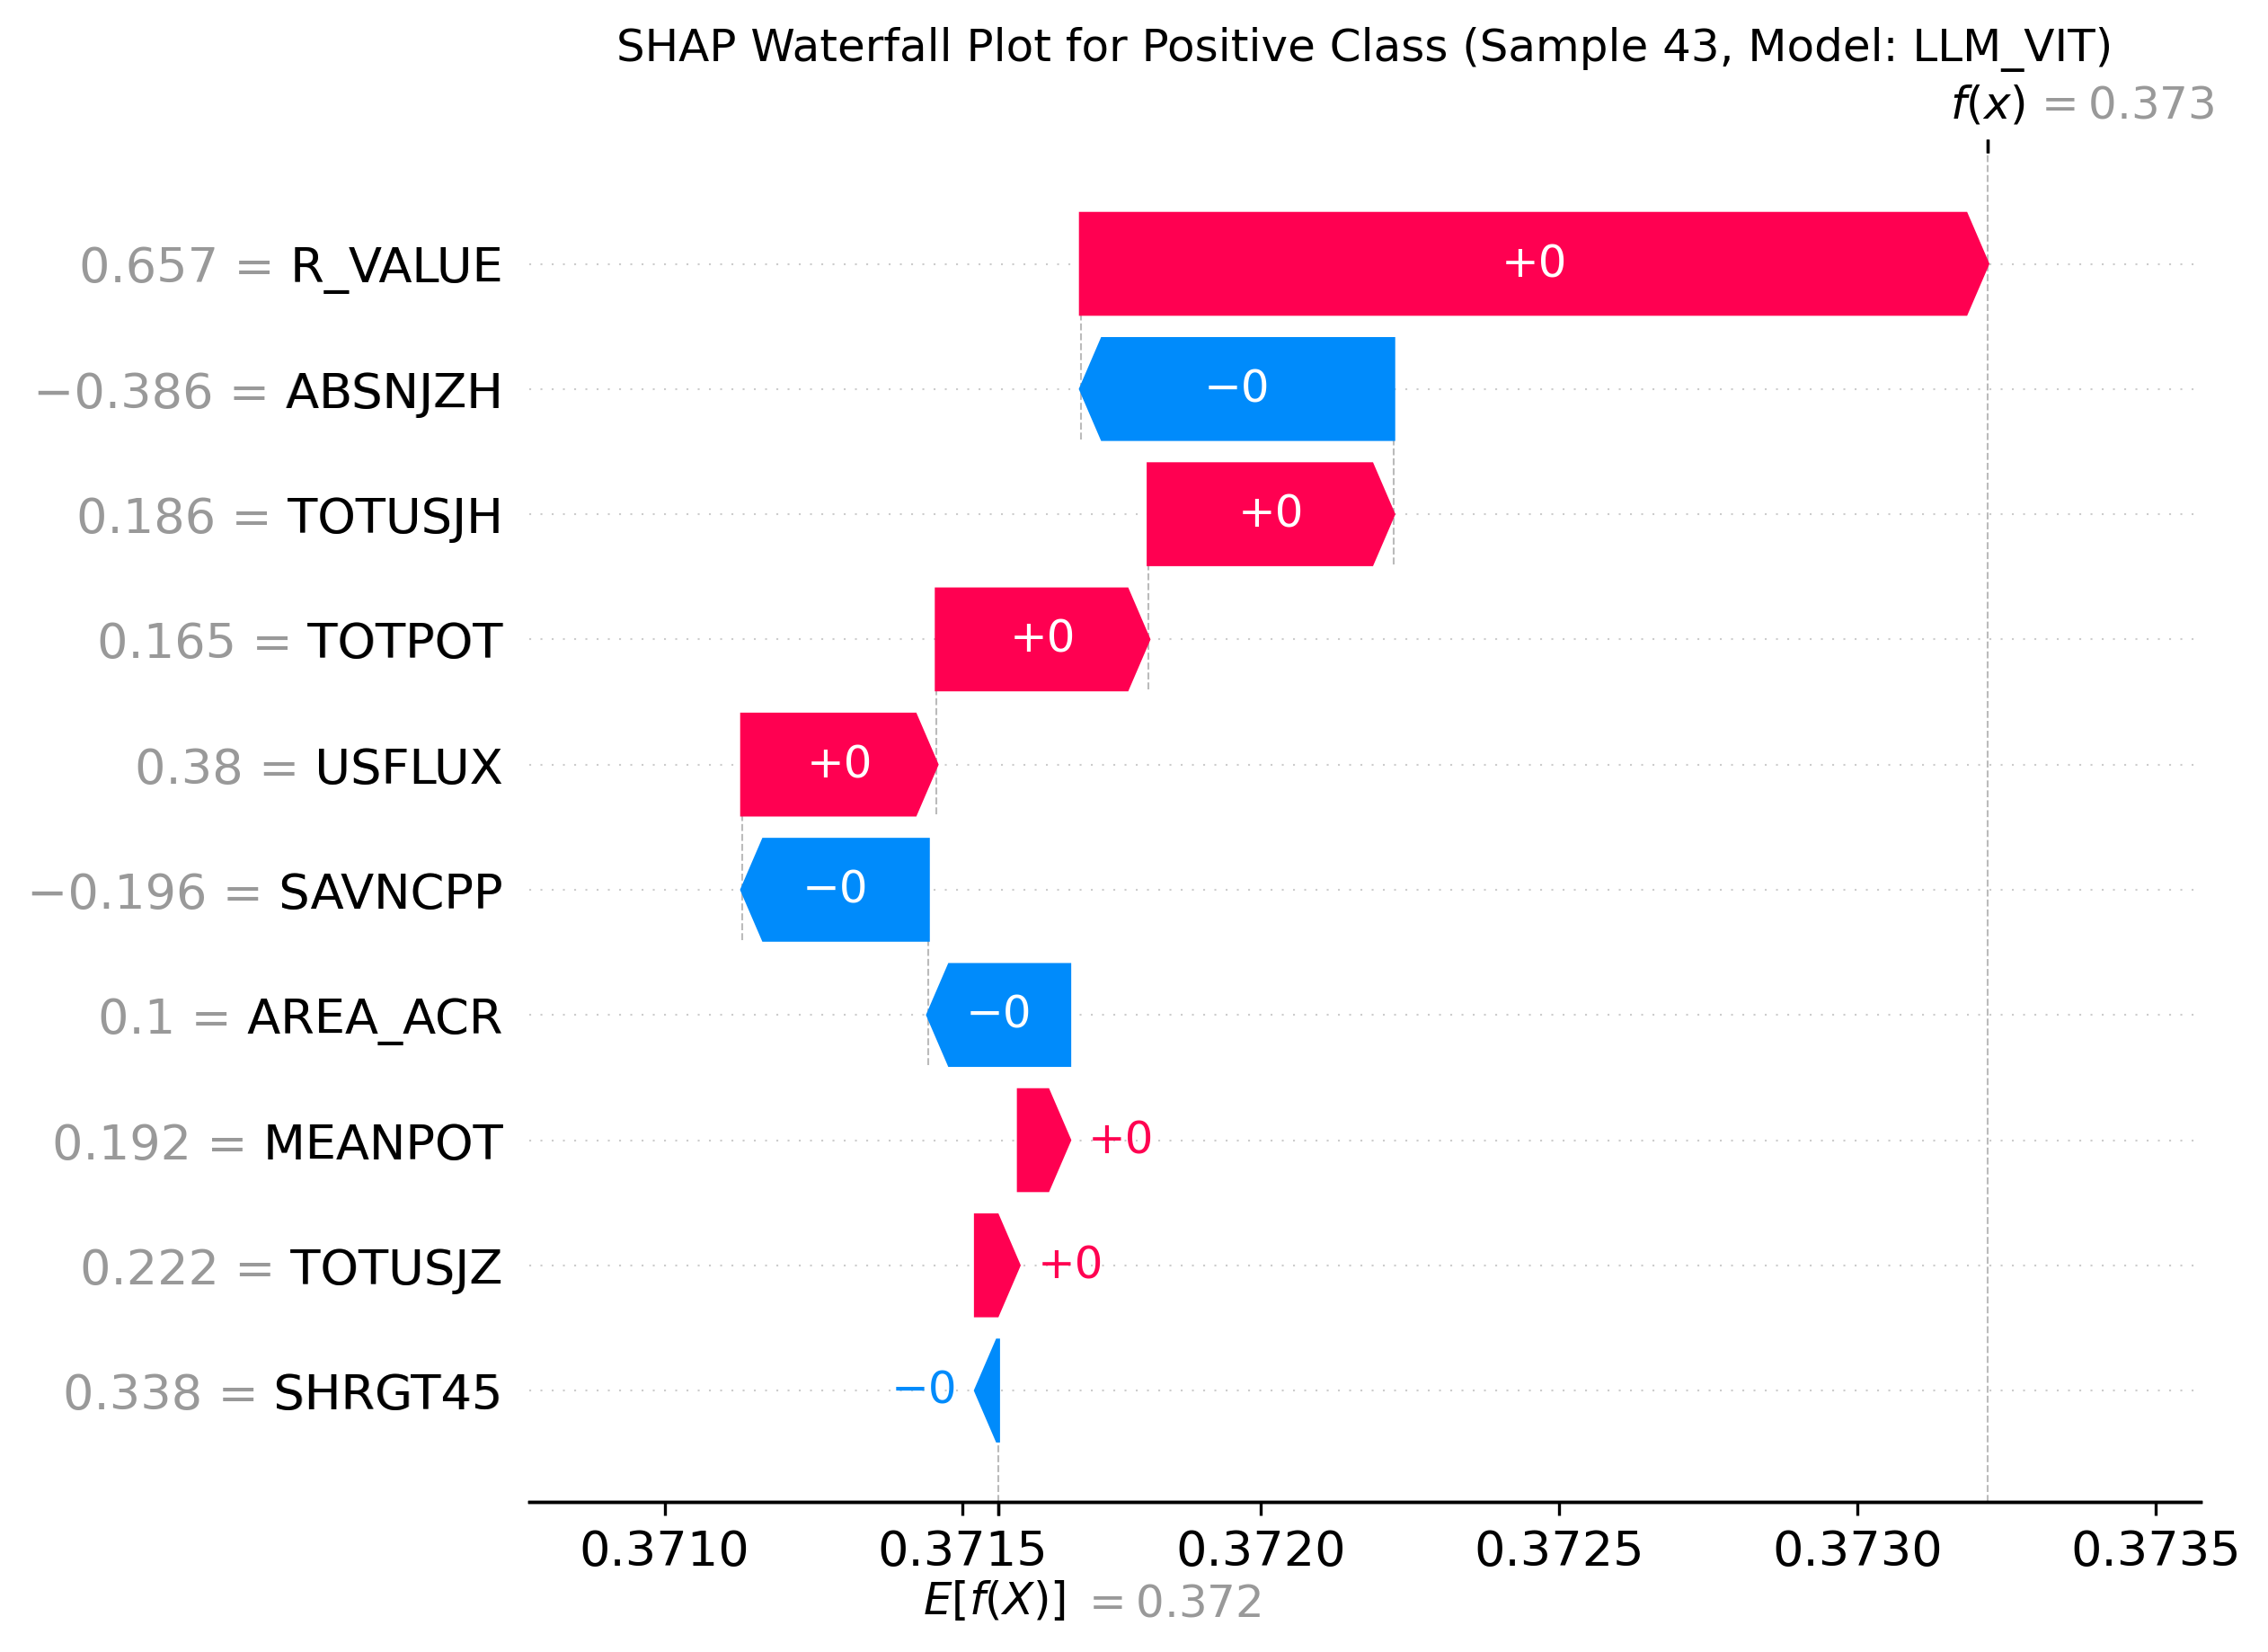 SHAP Waterfall Plot for Positive Class (Sample 43, Model: LLM_VIT)
f(x) = 0.373
0.657 = R_VALUE +0
−0.386 = ABSNJZH −0
0.186 = TOTUSJH +0
0.165 = TOTPOT +0
0.38 = USFLUX +0
−0.196 = SAVNCPP −0
0.1 = AREA_ACR −0
0.192 = MEANPOT +0
0.222 = TOTUSJZ +0
0.338 = SHRGT45 −0
0.3710 0.3715 0.3720 0.3725 0.3730 0.3735
E[f(X)] = 0.372